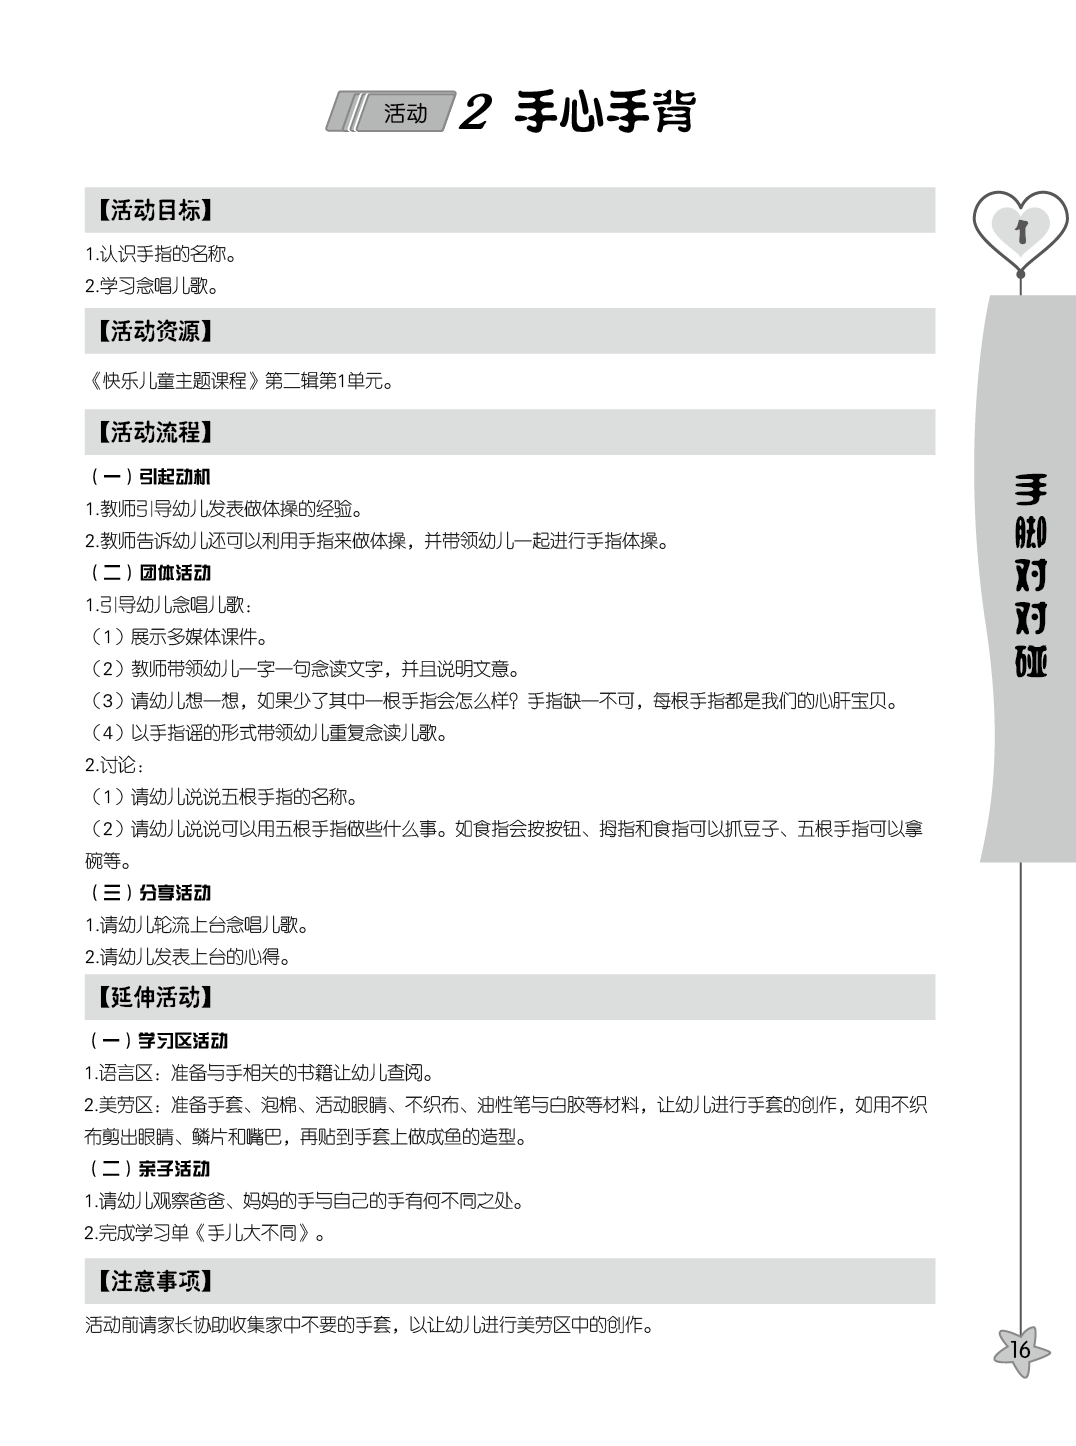 活动 2 手心手背
【活动目标】
1.认识手指的名称。
2.学习念唱儿歌。
【活动资源】
《快乐儿童主题课程》第二辑第1单元。
【活动流程】
（一）引起动机
1.教师引导幼儿发表做体操的经验。
2.教师告诉幼儿还可以利用手指来做体操，并带领幼儿一起进行手指体操。
（二）团体活动
1.引导幼儿念唱儿歌：
（1）展示多媒体课件。
（2）教师带领幼儿一字一句念读文字，并且说明文意。
（3）请幼儿想一想，如果少了其中一根手指会怎么样？手指缺一不可，每根手指都是我们的心肝宝贝。
（4）以手指谣的形式带领幼儿重复念读儿歌。
2.讨论：
（1）请幼儿说说五根手指的名称。
（2）请幼儿说说可以用五根手指做些什么事。如食指会按按钮、拇指和食指可以抓豆子、五根手指可以拿
碗等。
（三）分享活动
1.请幼儿轮流上台念唱儿歌。
2.请幼儿发表上台的心得。
【延伸活动】
（一）学习区活动
1.语言区：准备与手相关的书籍让幼儿查阅。
2.美劳区：准备手套、泡棉、活动眼睛、不织布、油性笔与白胶等材料，让幼儿进行手套的创作，如用不织
布剪出眼睛、鳞片和嘴巴，再贴到手套上做成鱼的造型。
（二）亲子活动
1.请幼儿观察爸爸、妈妈的手与自己的手有何不同之处。
2.完成学习单《手儿大不同》。
【注意事项】
活动前请家长协助收集家中不要的手套，以让幼儿进行美劳区中的创作。
1
手脚对对碰
16